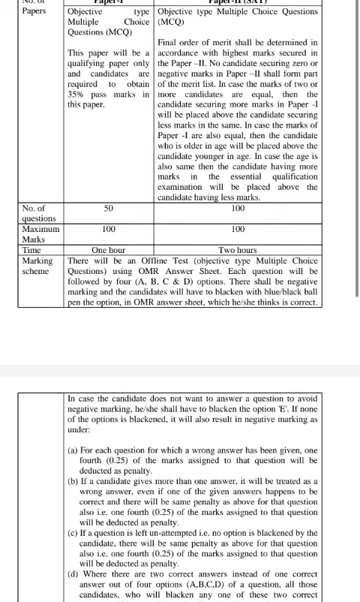 No. of Paper-I Paper-II (SAT)
Papers Objective type Objective type Multiple Choice Questions
Multiple Choice (MCQ)
Questions (MCQ)
Final order of merit shall be determined in
This paper will be a accordance with highest marks secured in
qualifying paper only the Paper –II. No candidate securing zero or
and candidates are negative marks in Paper –II shall form part
required to obtain of the merit list. In case the marks of two or
35% pass marks in more candidates are equal, then the
this paper. candidate securing more marks in Paper -I
will be placed above the candidate securing
less marks in the same. In case the marks of
Paper -I are also equal, then the candidate
who is older in age will be placed above the
candidate younger in age. In case the age is
also same then the candidate having more
marks in the essential qualification
examination will be placed above the
candidate having less marks.
No. of 50 100
questions
Maximum 100 100
Marks
Time One hour Two hours
Marking There will be an Offline Test (objective type Multiple Choice
scheme Questions) using OMR Answer Sheet. Each question will be
followed by four (A, B, C & D) options. There shall be negative
marking and the candidates will have to blacken with blue/black ball
pen the option, in OMR answer sheet, which he/she thinks is correct.
In case the candidate does not want to answer a question to avoid
negative marking, he/she shall have to blacken the option 'E'. If none
of the options is blackened, it will also result in negative marking as
under:
(a) For each question for which a wrong answer has been given, one
fourth (0.25) of the marks assigned to that question will be
deducted as penalty.
(b) If a candidate gives more than one answer, it will be treated as a
wrong answer, even if one of the given answers happens to be
correct and there will be same penalty as above for that question
also i.e. one fourth (0.25) of the marks assigned to that question
will be deducted as penalty.
(c) If a question is left un-attempted i.e. no option is blackened by the
candidate, there will be same penalty as above for that question
also i.e. one fourth (0.25) of the marks assigned to that question
will be deducted as penalty.
(d) Where there are two correct answers instead of one correct
answer out of four options (A,B,C,D) of a question, all those
candidates, who will blacken any one of these two correct